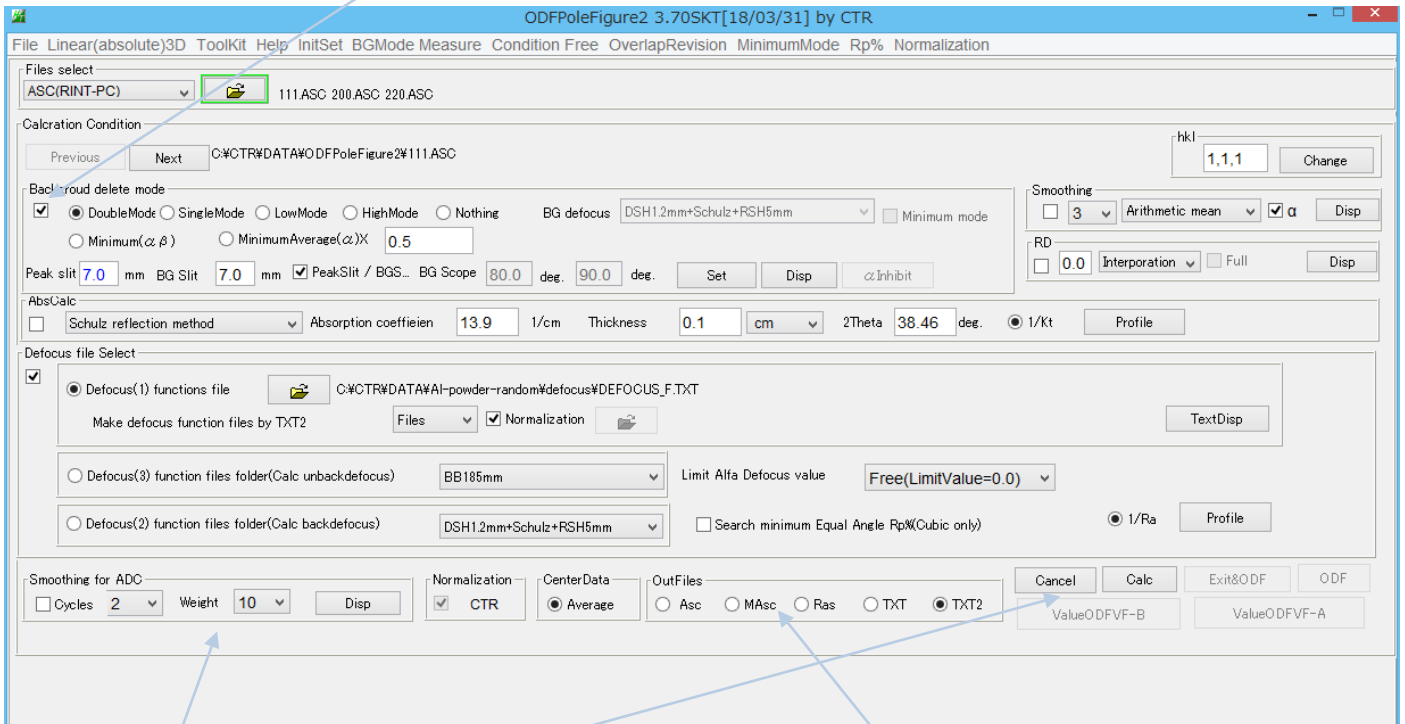 ODFPoleFigure2 3.70SKT[18/03/31] by CTR
File Linear(absolute)3D ToolKit Help InitSet BGMode Measure Condition Free OverlapRevision MinimumMode Rp% Normalization
Files select
ASC(RINT-PC) 111.ASC 200.ASC 220.ASC
Calcration Condition
Previous Next C:¥CTR¥DATA¥ODFPoleFigure2¥111.ASC
hkl
1,1,1 Change
Backgroud delete mode
DoubleMode SingleMode LowMode HighMode Nothing BG defocus DSH1.2mm+Schulz+RSH5mm Minimum mode
Minimum(αβ) MinimumAverage(α)X 0.5
Peak slit 7.0 mm BG Slit 7.0 mm PeakSlit / BGS... BG Scope 80.0 deg. 90.0 deg. Set Disp αInhibit
Smoothing
3 Arithmetic mean α Disp
RD
0.0 Interporation Full Disp
AbsCalc
Schulz reflection method Absorption coeffieien 13.9 1/cm Thickness 0.1 cm 2Theta 38.46 deg. 1/Kt Profile
Defocus file Select
Defocus(1) functions file C:¥CTR¥DATA¥Al-powder-random¥defocus¥DEFOCUS_F.TXT
Make defocus function files by TXT2 Files Normalization TextDisp
Defocus(3) function files folder(Calc unbackdefocus) BB185mm Limit Alfa Defocus value Free(LimitValue=0.0)
Defocus(2) function files folder(Calc backdefocus) DSH1.2mm+Schulz+RSH5mm Search minimum Equal Angle Rp%(Cubic only) 1/Ra Profile
Smoothing for ADC
Cycles 2 Weight 10 Disp
Normalization
CTR
CenterData
Average
OutFiles
Asc MAsc Ras TXT TXT2
Cancel Calc Exit&ODF ODF
ValueODFVF-B ValueODFVF-A